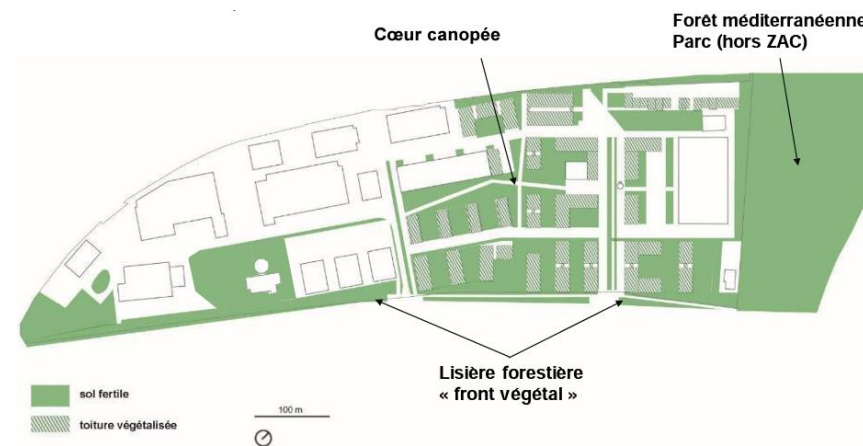 Cœur canopée
Forêt méditerranéenne
Parc (hors ZAC)
Lisière forestière
« front végétal »
sol fertile
toiture végétalisée
100 m